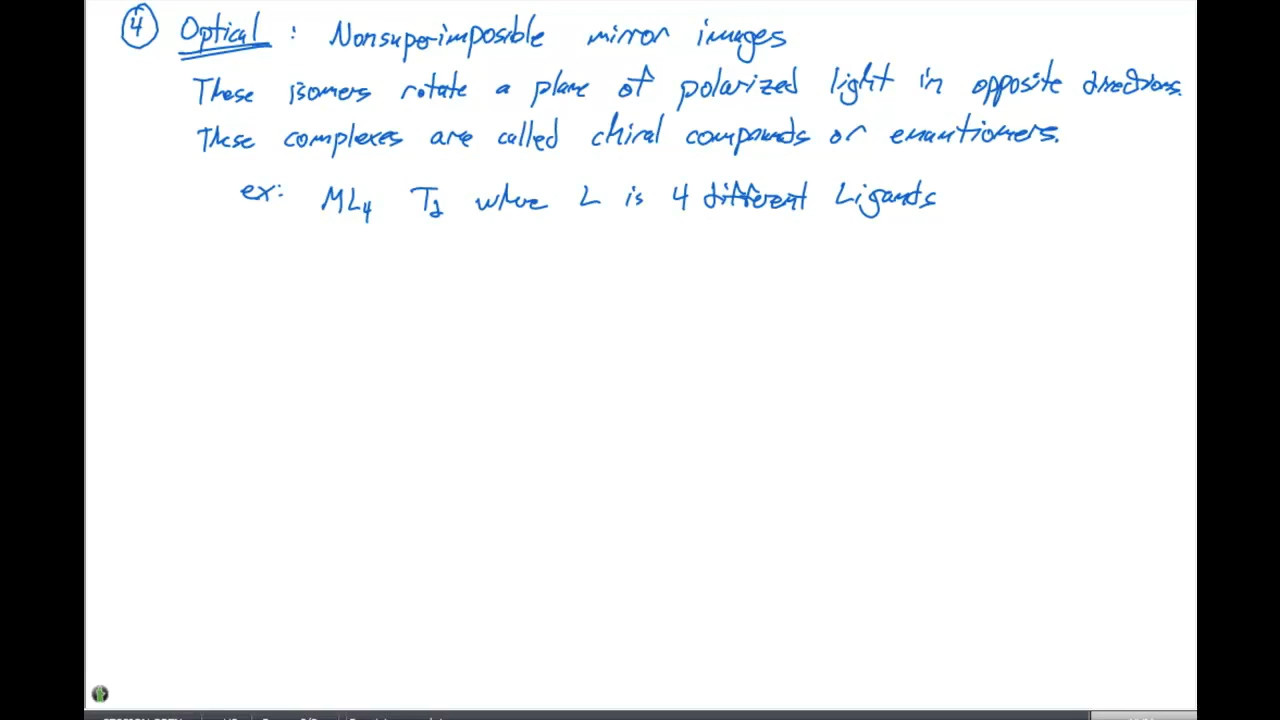 ④ Optical : Nonsuperimposible mirror images
These isomers rotate a plane of polarized light in opposite directions.
These complexes are called chiral compounds or enantiomers.
ex: ML₄ Td where L is 4 different Ligands